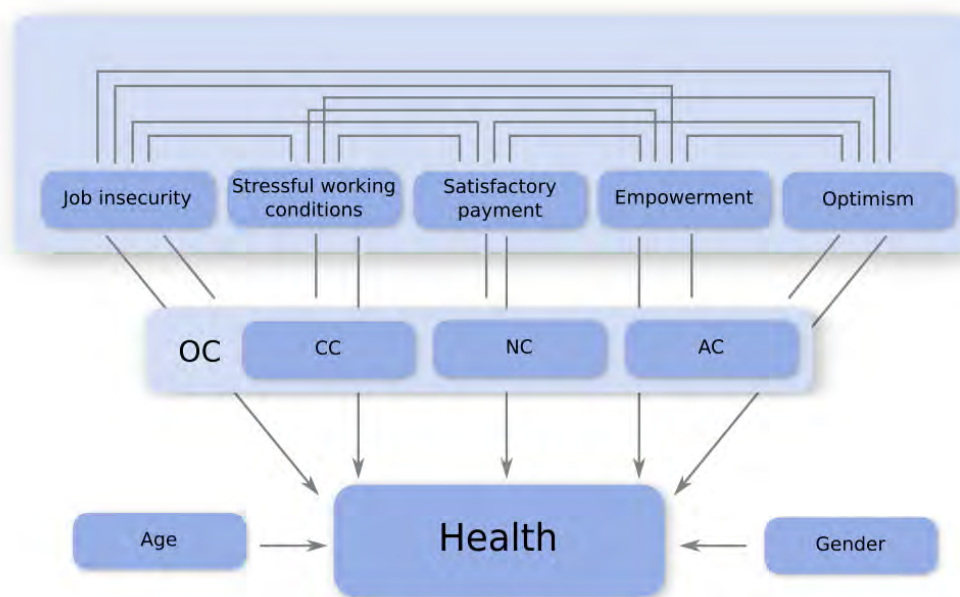 Job insecurity
Stressful working
conditions
Satisfactory
payment
Empowerment
Optimism
OC
CC
NC
AC
Age
Health
Gender